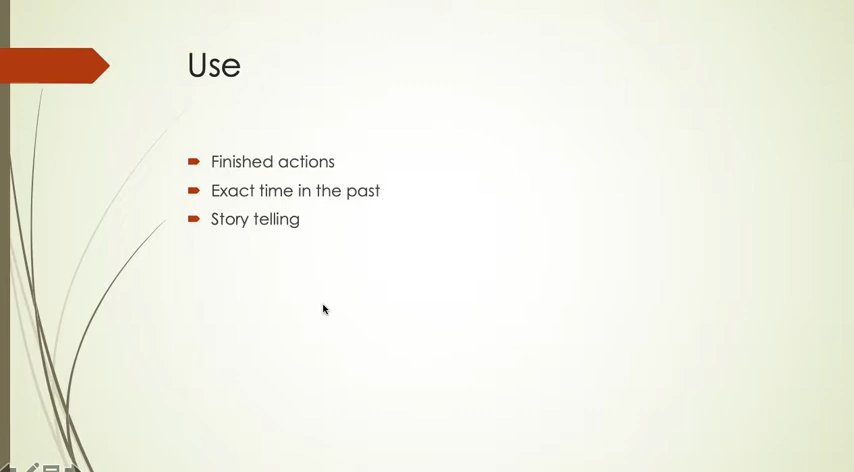 Use
Finished actions
Exact time in the past
Story telling